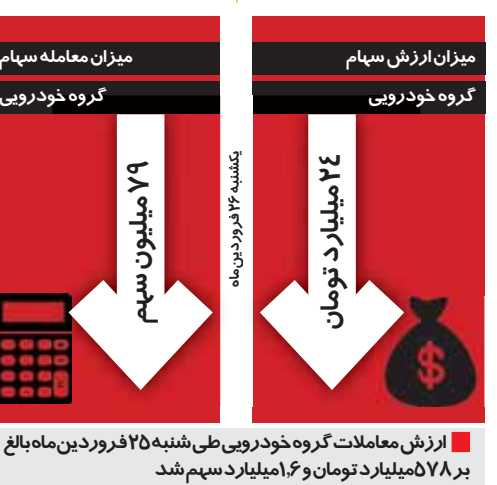 میزان ارزش سهام
گروه خودرویی
۲۴ میلیارد تومان
$
یکشنبه ۲۶ فروردین‌ماه
میزان معامله سهام
گروه خودرویی
۷۹ میلیون سهم
ارزش معاملات گروه خودرویی طی شنبه ۲۵ فروردین‌ماه بالغ
بر ۵۷۸ میلیارد تومان و ۱,۶ میلیارد سهم شد